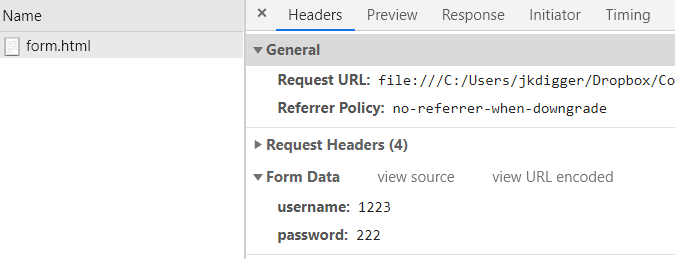 Name
form.html
× Headers Preview Response Initiator Timing
General
Request URL: file:///C:/Users/jkdigger/Dropbox/Co
Referrer Policy: no-referrer-when-downgrade
Request Headers (4)
Form Data view source view URL encoded
username: 1223
password: 222